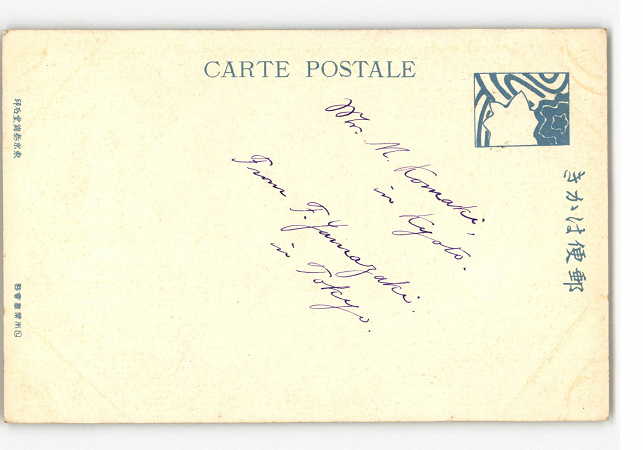 CARTE POSTALE
郵便はかき
Mr. M. Komaki,
in Kyoto.
From F. Yamazaki.
in Tokyo.